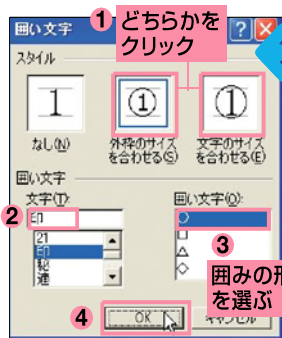 囲い文字
1 どちらかを
クリック
スタイル
1
①
①
なし(N)
外枠のサイズ
を合わせる(S)
文字のサイズ
を合わせる(E)
囲い文字
文字(T):
囲い文字(O):
2
印
21
印
秘
○
□
△
◇
3
囲みの形
を選ぶ
4
OK
キャンセル